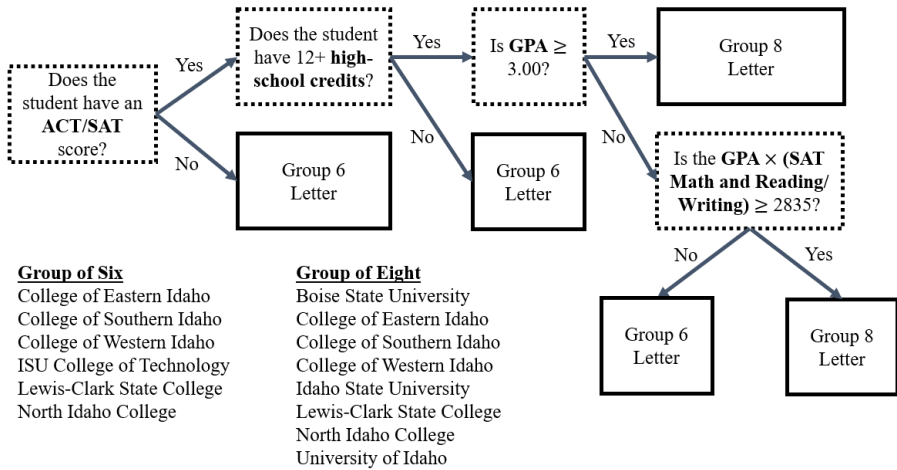 Does the
student have an
ACT/SAT
score?
Yes
No
Does the student
have 12+ high-
school credits?
Group 6
Letter
Yes
No
Is GPA ≥
3.00?
Group 6
Letter
Yes
No
Group 8
Letter
Is the GPA × (SAT
Math and Reading/
Writing) ≥ 2835?
No
Yes
Group 6
Letter
Group 8
Letter
Group of Six
College of Eastern Idaho
College of Southern Idaho
College of Western Idaho
ISU College of Technology
Lewis-Clark State College
North Idaho College
Group of Eight
Boise State University
College of Eastern Idaho
College of Southern Idaho
College of Western Idaho
Idaho State University
Lewis-Clark State College
North Idaho College
University of Idaho